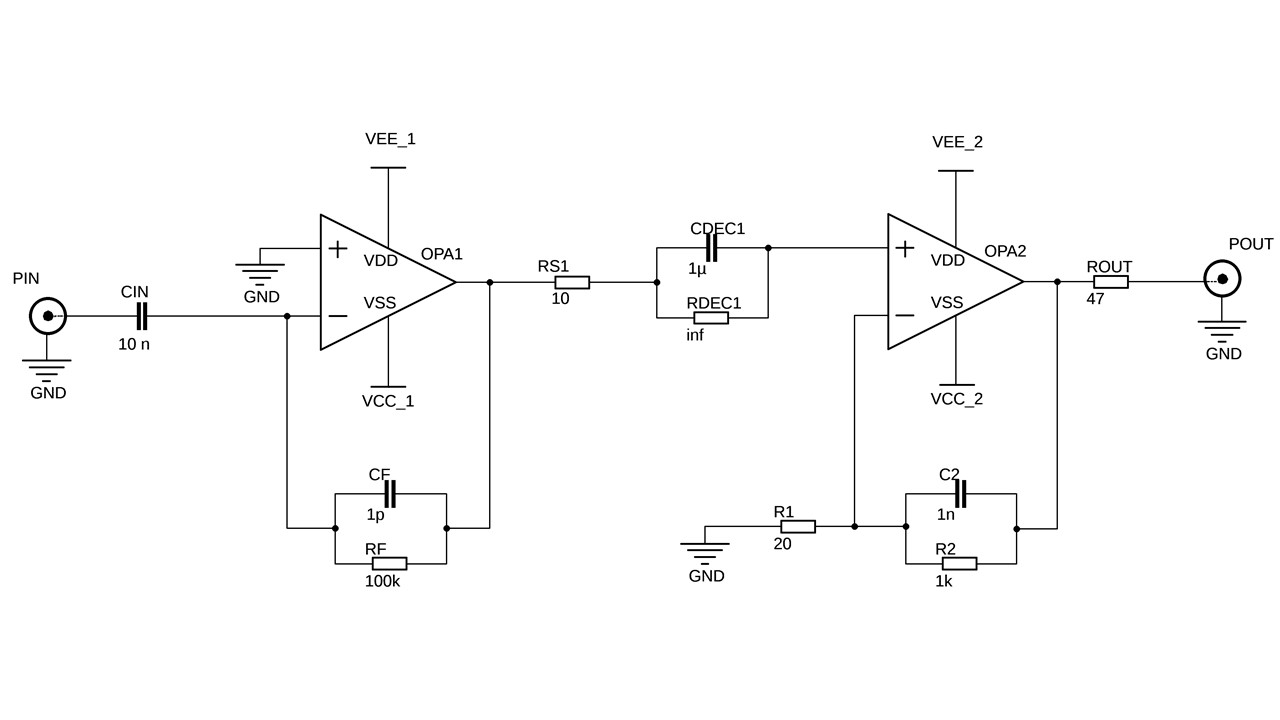 VEE_1
VEE_2
CDEC1
POUT
OPA1
OPA2
VDD
VDD
RS1
ROUT
PIN
1µ
CIN
GND
10
47
VSS
VSS
RDEC1
10 n
inf
GND
GND
VCC_1
VCC_2
CF
C2
1p
1n
R1
20
RF
R2
GND
100k
1k